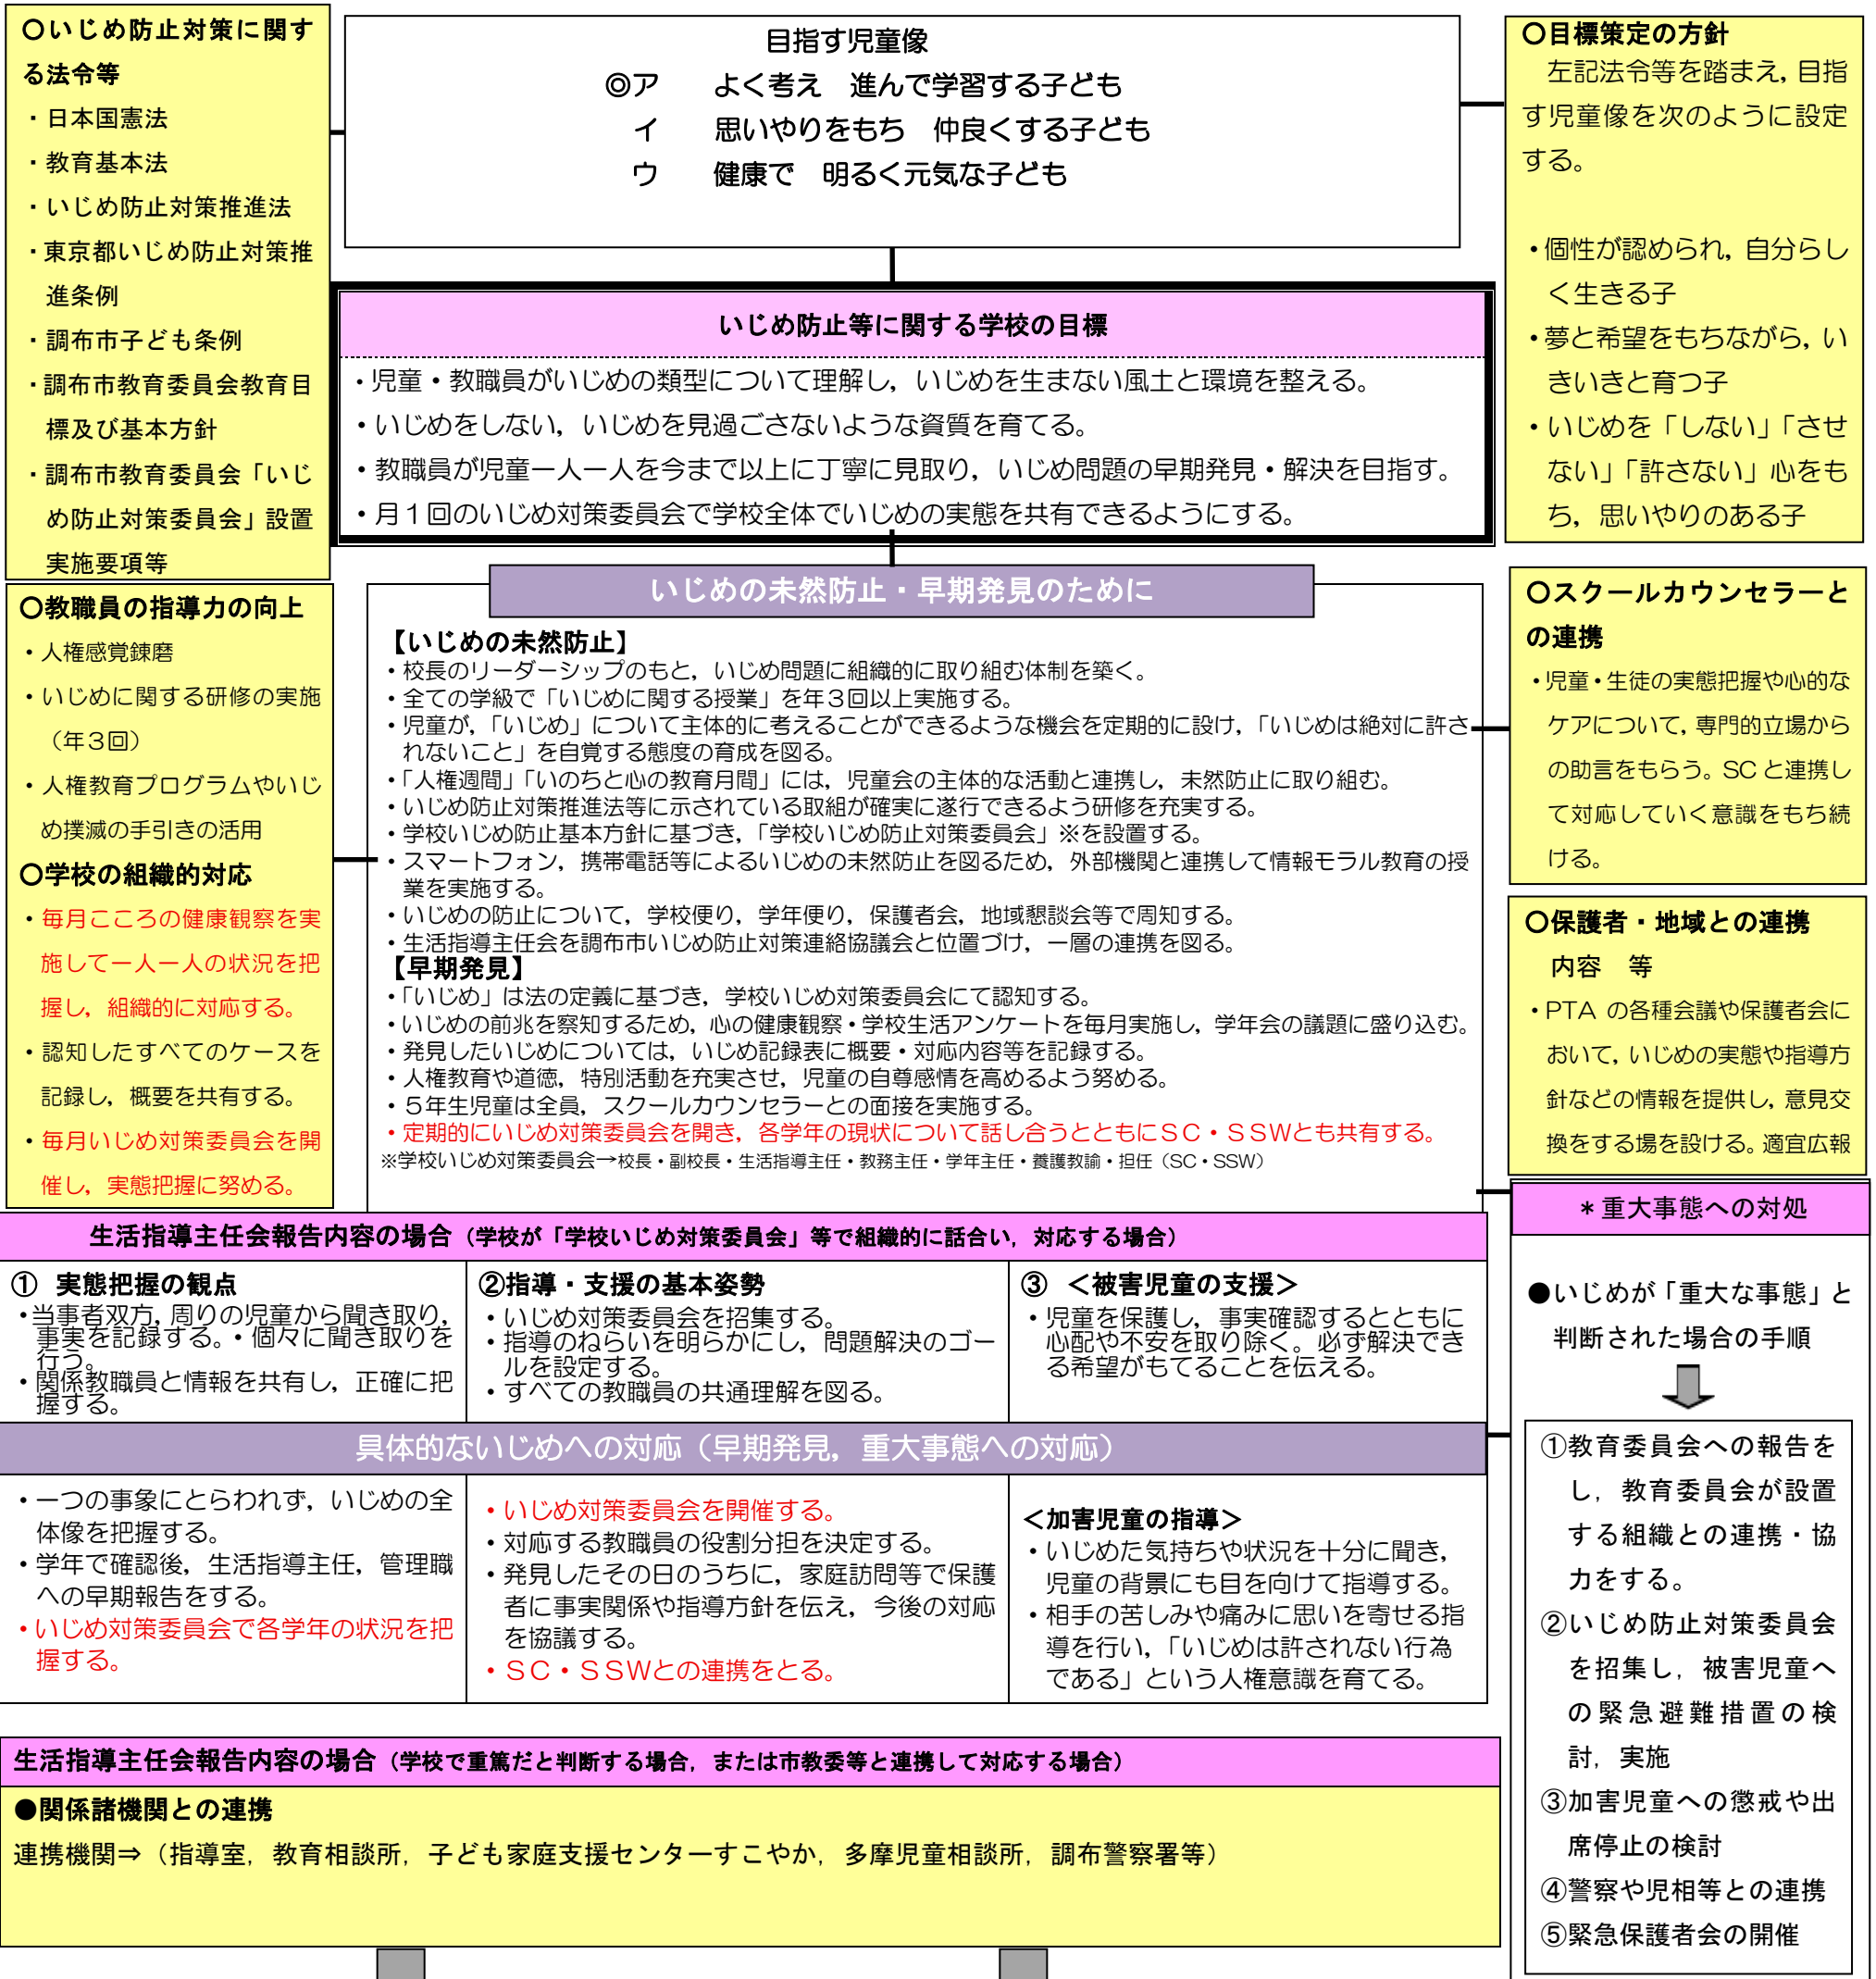 〇いじめ防止対策に関す
る法令等
・日本国憲法
・教育基本法
・いじめ防止対策推進法
・東京都いじめ防止対策推
進条例
・調布市子ども条例
・調布市教育委員会教育目
標及び基本方針
・調布市教育委員会「いじ
め防止対策委員会」設置
実施要項等
目指す児童像
◎ア　よく考え　進んで学習する子ども
イ　思いやりをもち　仲良くする子ども
ウ　健康で　明るく元気な子ども
〇目標策定の方針
左記法令等を踏まえ，目指
す児童像を次のように設定
する。
・個性が認められ，自分らし
く生きる子
・夢と希望をもちながら，い
きいきと育つ子
・いじめを「しない」「させ
ない」「許さない」心をも
ち，思いやりのある子
いじめ防止等に関する学校の目標
・児童・教職員がいじめの類型について理解し，いじめを生まない風土と環境を整える。
・いじめをしない，いじめを見過ごさないような資質を育てる。
・教職員が児童一人一人を今まで以上に丁寧に見取り，いじめ問題の早期発見・解決を目指す。
・月１回のいじめ対策委員会で学校全体でいじめの実態を共有できるようにする。
〇教職員の指導力の向上
・人権感覚錬磨
・いじめに関する研修の実施
（年３回）
・人権教育プログラムやいじ
め撲滅の手引きの活用
〇学校の組織的対応
・毎月こころの健康観察を実
施して一人一人の状況を把
握し，組織的に対応する。
・認知したすべてのケースを
記録し，概要を共有する。
・毎月いじめ対策委員会を開
催し，実態把握に努める。
いじめの未然防止・早期発見のために
【いじめの未然防止】
・校長のリーダーシップのもと，いじめ問題に組織的に取り組む体制を築く。
・全ての学級で「いじめに関する授業」を年３回以上実施する。
・児童が，「いじめ」について主体的に考えることができるような機会を定期的に設け，「いじめは絶対に許さ
れないこと」を自覚する態度の育成を図る。
・「人権週間」「いのちと心の教育月間」には，児童会の主体的な活動と連携し，未然防止に取り組む。
・いじめ防止対策推進法等に示されている取組が確実に遂行できるよう研修を充実する。
・学校いじめ防止基本方針に基づき，「学校いじめ防止対策委員会」※を設置する。
・スマートフォン，携帯電話等によるいじめの未然防止を図るため，外部機関と連携して情報モラル教育の授
業を実施する。
・いじめの防止について，学校便り，学年便り，保護者会，地域懇談会等で周知する。
・生活指導主任会を調布市いじめ防止対策連絡協議会と位置づけ，一層の連携を図る。
【早期発見】
・「いじめ」は法の定義に基づき，学校いじめ対策委員会にて認知する。
・いじめの前兆を察知するため，心の健康観察・学校生活アンケートを毎月実施し，学年会の議題に盛り込む。
・発見したいじめについては，いじめ記録表に概要・対応内容等を記録する。
・人権教育や道徳，特別活動を充実させ，児童の自尊感情を高めるよう努める。
・５年生児童は全員，スクールカウンセラーとの面接を実施する。
・定期的にいじめ対策委員会を開き，各学年の現状について話し合うとともにＳＣ・ＳＳＷとも共有する。
※学校いじめ対策委員会→校長・副校長・生活指導主任・教務主任・学年主任・養護教諭・担任（SC・SSW）
〇スクールカウンセラーと
の連携
・児童・生徒の実態把握や心的な
ケアについて，専門的立場から
の助言をもらう。SC と連携し
て対応していく意識をもち続
ける。
〇保護者・地域との連携
内容　等
・PTA の各種会議や保護者会に
おいて，いじめの実態や指導方
針などの情報を提供し，意見交
換をする場を設ける。適宜広報
生活指導主任会報告内容の場合（学校が「学校いじめ対策委員会」等で組織的に話合い，対応する場合）
①　実態把握の観点
・当事者双方，周りの児童から聞き取り，
事実を記録する。・個々に聞き取りを
行う。
・関係教職員と情報を共有し，正確に把
握する。
②指導・支援の基本姿勢
・いじめ対策委員会を招集する。
・指導のねらいを明らかにし，問題解決のゴー
ルを設定する。
・すべての教職員の共通理解を図る。
③　＜被害児童の支援＞
・児童を保護し，事実確認するとともに
心配や不安を取り除く。必ず解決でき
る希望がもてることを伝える。
具体的ないじめへの対応（早期発見，重大事態への対応）
・一つの事象にとらわれず，いじめの全
体像を把握する。
・学年で確認後，生活指導主任，管理職
への早期報告をする。
・いじめ対策委員会で各学年の状況を把
握する。
・いじめ対策委員会を開催する。
・対応する教職員の役割分担を決定する。
・発見したその日のうちに，家庭訪問等で保護
者に事実関係や指導方針を伝え，今後の対応
を協議する。
・ＳＣ・ＳＳＷとの連携をとる。
＜加害児童の指導＞
・いじめた気持ちや状況を十分に聞き，
児童の背景にも目を向けて指導する。
・相手の苦しみや痛みに思いを寄せる指
導を行い，「いじめは許されない行為
である」という人権意識を育てる。
＊重大事態への対処
●いじめが「重大な事態」と
判断された場合の手順
①教育委員会への報告を
し，教育委員会が設置
する組織との連携・協
力をする。
②いじめ防止対策委員会
を招集し，被害児童へ
の緊急避難措置の検
討，実施
③加害児童への懲戒や出
席停止の検討
④警察や児相等との連携
⑤緊急保護者会の開催
生活指導主任会報告内容の場合（学校で重篤だと判断する場合，または市教委等と連携して対応する場合）
●関係諸機関との連携
連携機関⇒（指導室，教育相談所，子ども家庭支援センターすこやか，多摩児童相談所，調布警察署等）